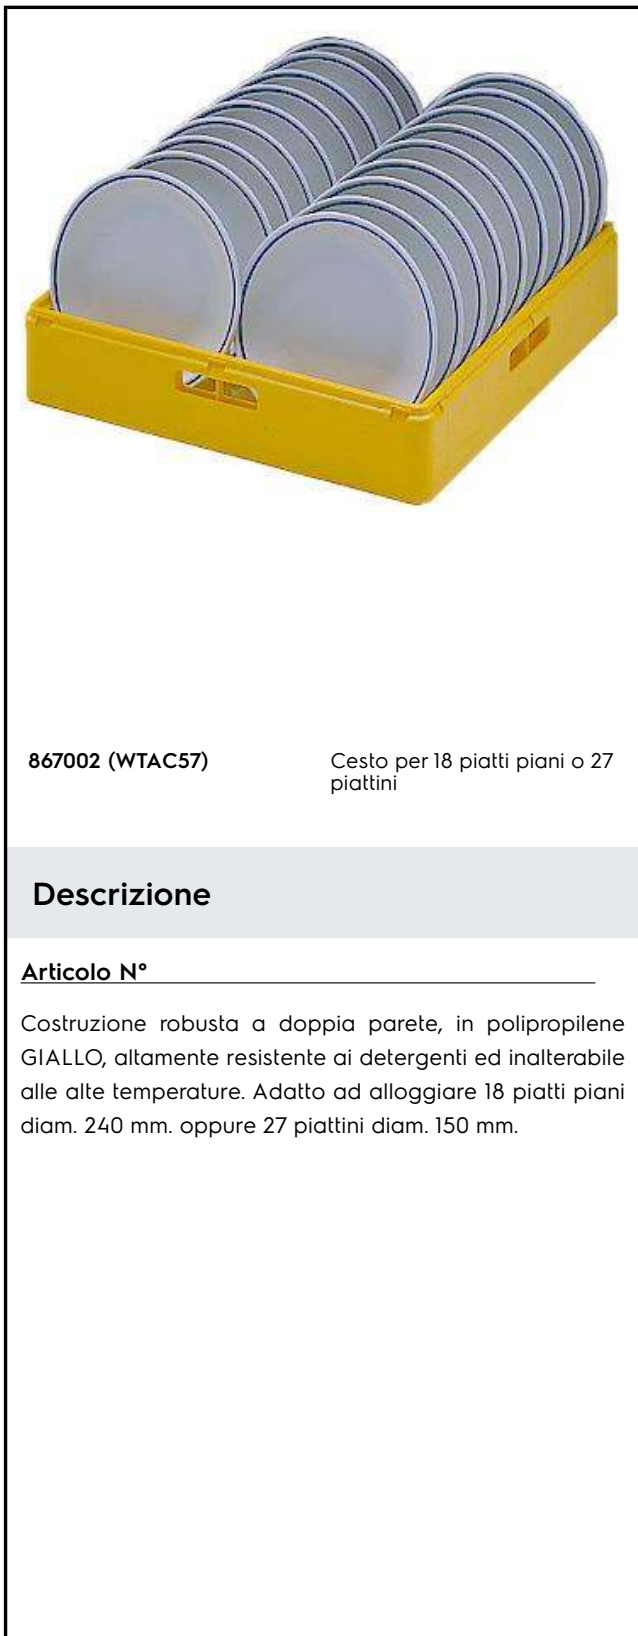 867002 (WTAC57)
Cesto per 18 piatti piani o 27
piattini
Descrizione
Articolo N°
Costruzione robusta a doppia parete, in polipropilene
GIALLO, altamente resistente ai detergenti ed inalterabile
alle alte temperature. Adatto ad alloggiare 18 piatti piani
diam. 240 mm. oppure 27 piattini diam. 150 mm.